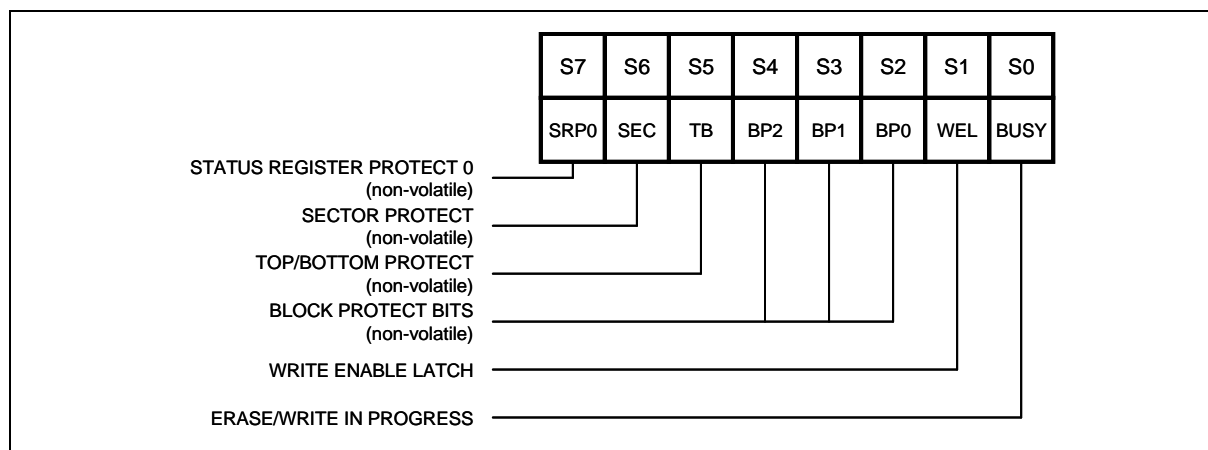 S7 S6 S5 S4 S3 S2 S1 S0
SRP0 SEC TB BP2 BP1 BP0 WEL BUSY
STATUS REGISTER PROTECT 0
(non-volatile)
SECTOR PROTECT
(non-volatile)
TOP/BOTTOM PROTECT
(non-volatile)
BLOCK PROTECT BITS
(non-volatile)
WRITE ENABLE LATCH
ERASE/WRITE IN PROGRESS